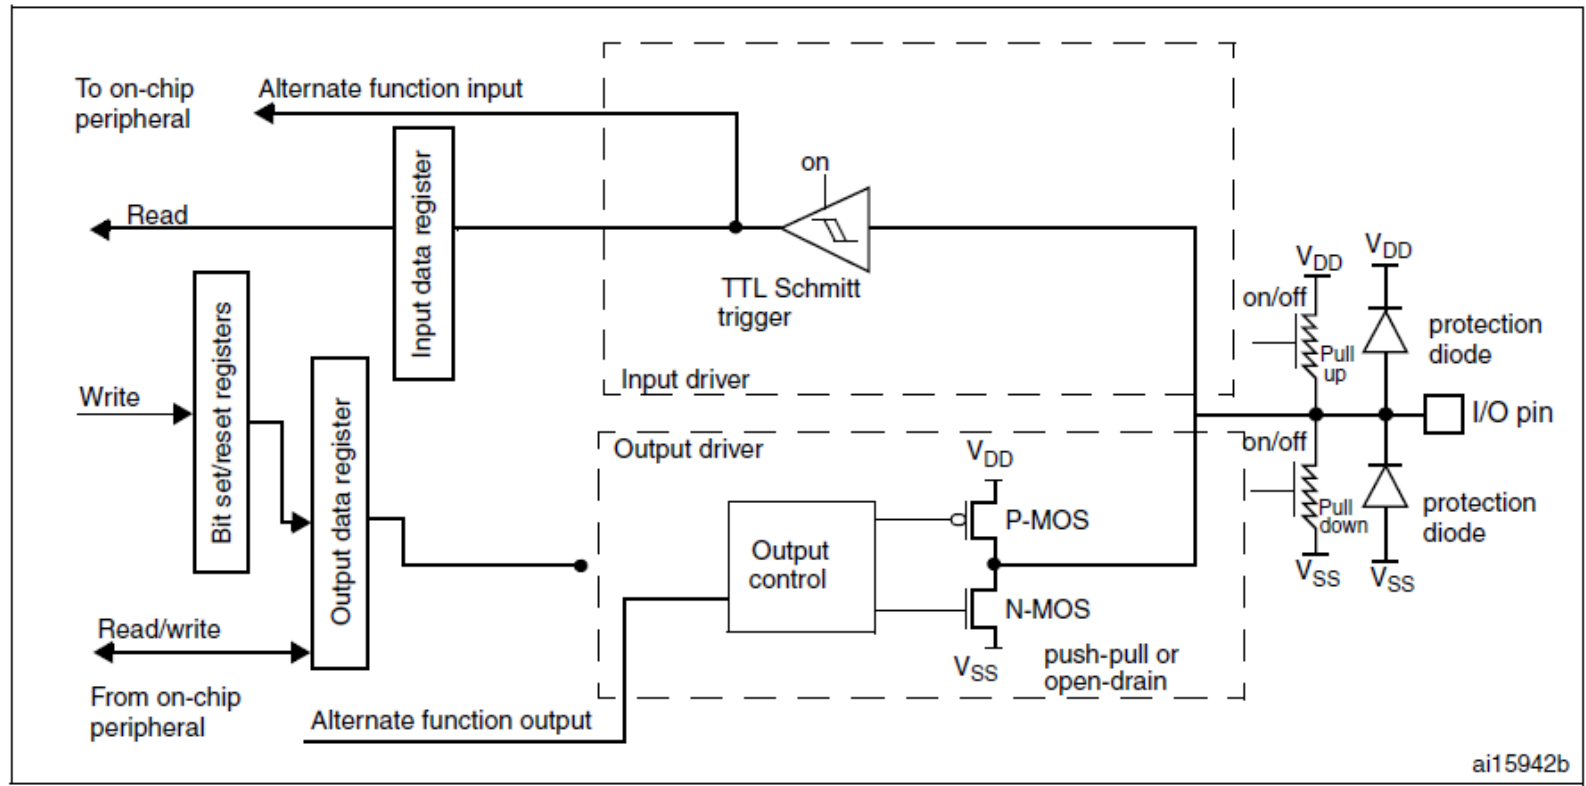 To on-chip
peripheral
Alternate function input
on
Read
Input data register
TTL Schmitt
trigger
Input driver
Bit set/reset registers
Write
Output data register
Output driver
VDD
P-MOS
Output
control
N-MOS
VSS
push-pull or
open-drain
Read/write
From on-chip
peripheral
Alternate function output
VDD
VDD
on/off
Pull
up
protection
diode
I/O pin
on/off
Pull
down
protection
diode
VSS
VSS
ai15942b